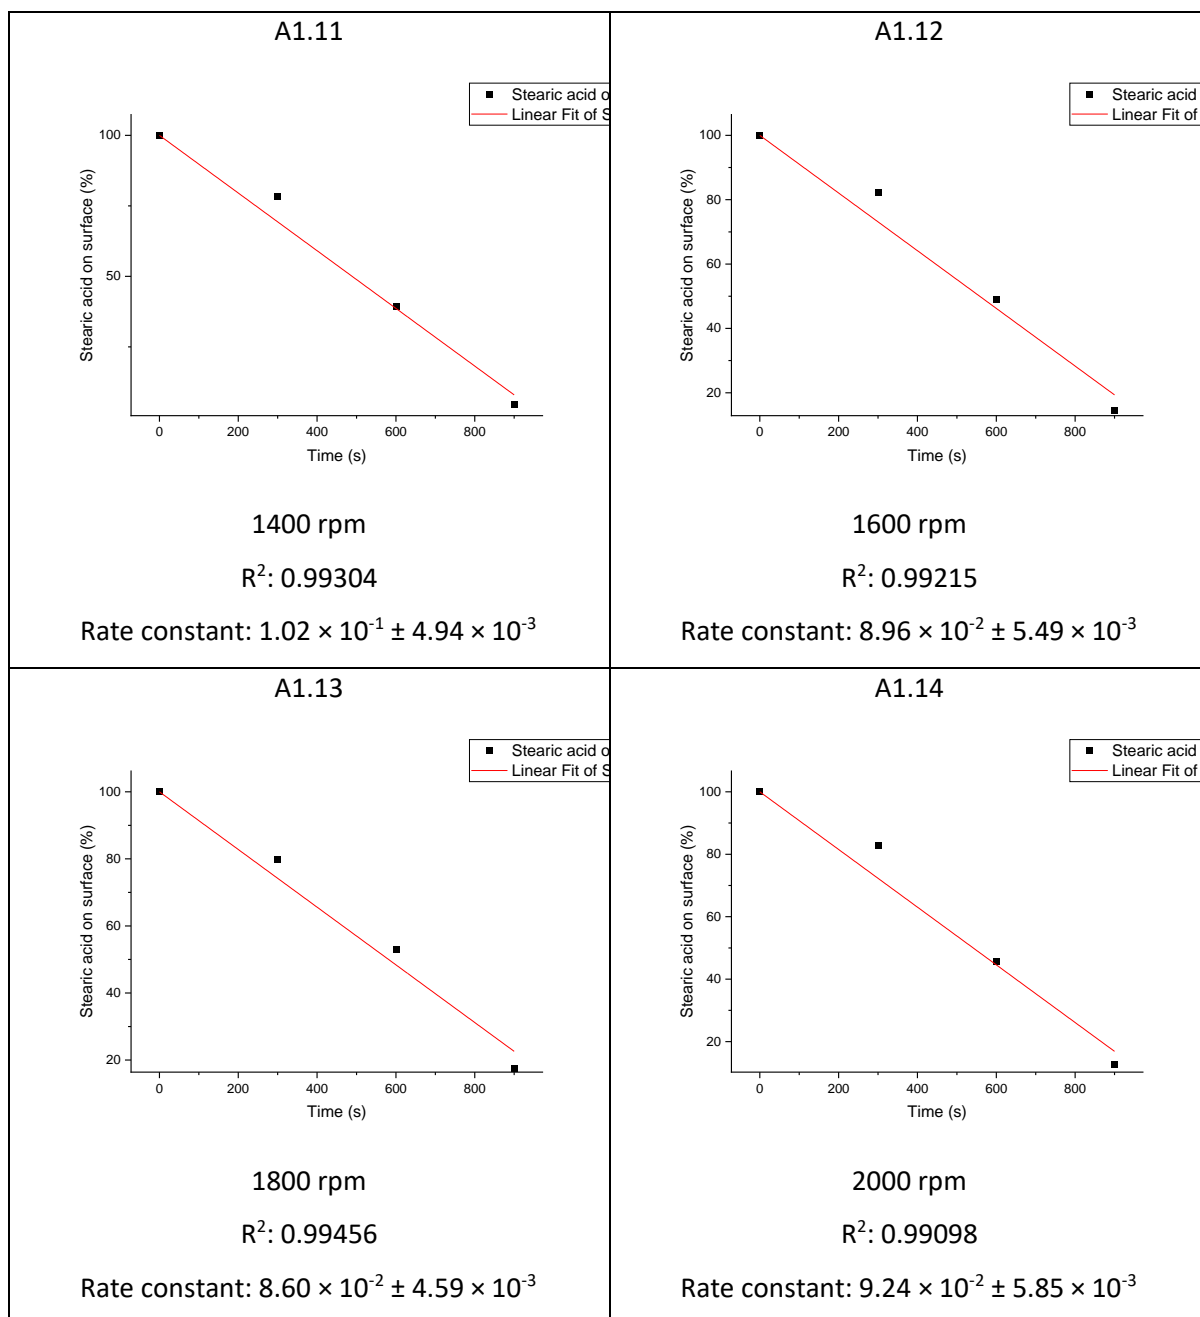 A1.11
Stearic acid o
Linear Fit of S
100
50
Stearic acid on surface (%)
0 200 400 600 800
Time (s)
1400 rpm
R²: 0.99304
Rate constant: 1.02 × 10⁻¹ ± 4.94 × 10⁻³
A1.12
Stearic acid
Linear Fit of
100
80
60
40
20
Stearic acid on surface (%)
0 200 400 600 800
Time (s)
1600 rpm
R²: 0.99215
Rate constant: 8.96 × 10⁻² ± 5.49 × 10⁻³
A1.13
Stearic acid o
Linear Fit of S
100
80
60
40
20
Stearic acid on surface (%)
0 200 400 600 800
Time (s)
1800 rpm
R²: 0.99456
Rate constant: 8.60 × 10⁻² ± 4.59 × 10⁻³
A1.14
Stearic acid
Linear Fit of
100
80
60
40
20
Stearic acid on surface (%)
0 200 400 600 800
Time (s)
2000 rpm
R²: 0.99098
Rate constant: 9.24 × 10⁻² ± 5.85 × 10⁻³